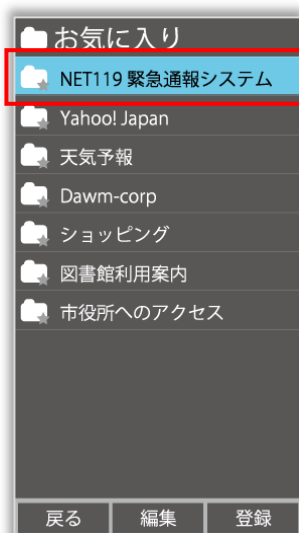 お気に入り
NET119 緊急通報システム
Yahoo! Japan
天気予報
Dawm-corp
ショッピング
図書館利用案内
市役所へのアクセス
戻る 編集 登録